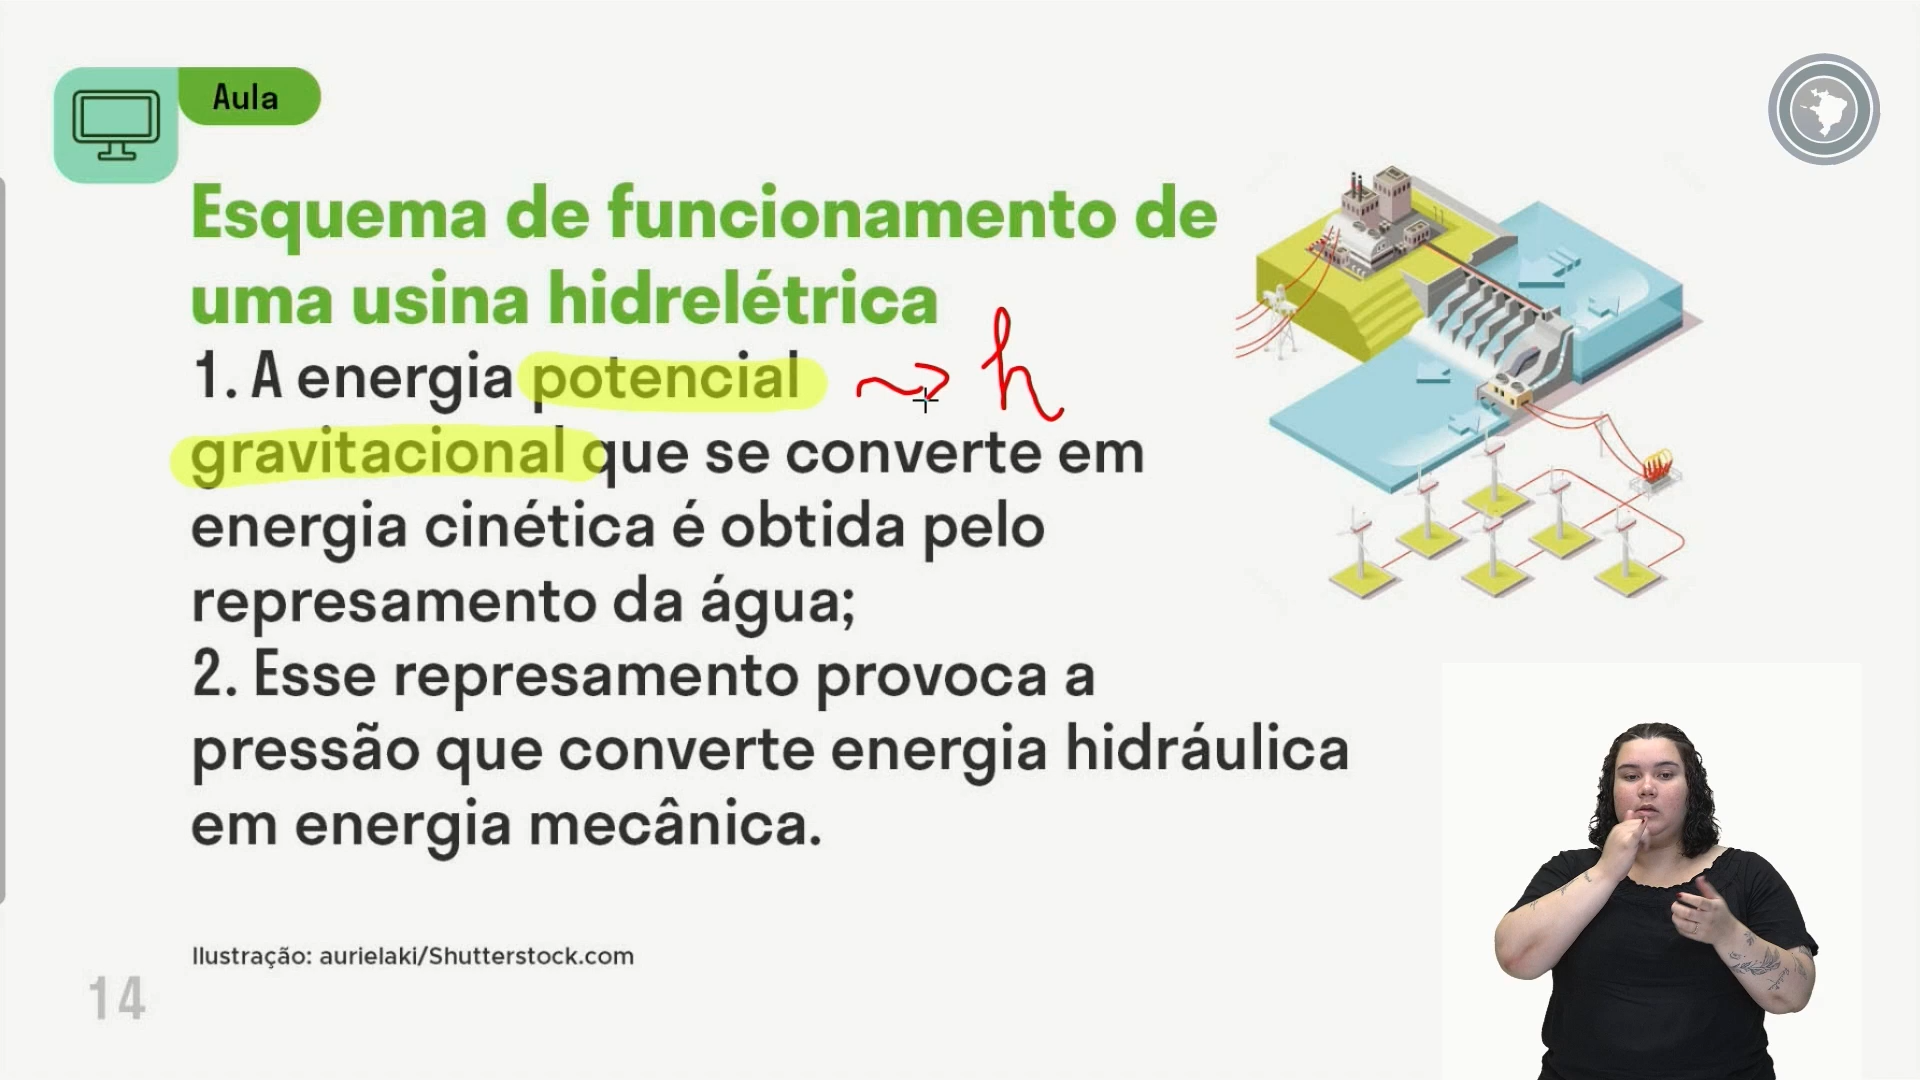 Aula
Esquema de funcionamento de
uma usina hidrelétrica
1. A energia potencial
h
gravitacional que se converte em
energia cinética é obtida pelo
represamento da água;
2. Esse represamento provoca a
pressão que converte energia hidráulica
em energia mecânica.
Ilustração: aurielaki/Shutterstock.com
14